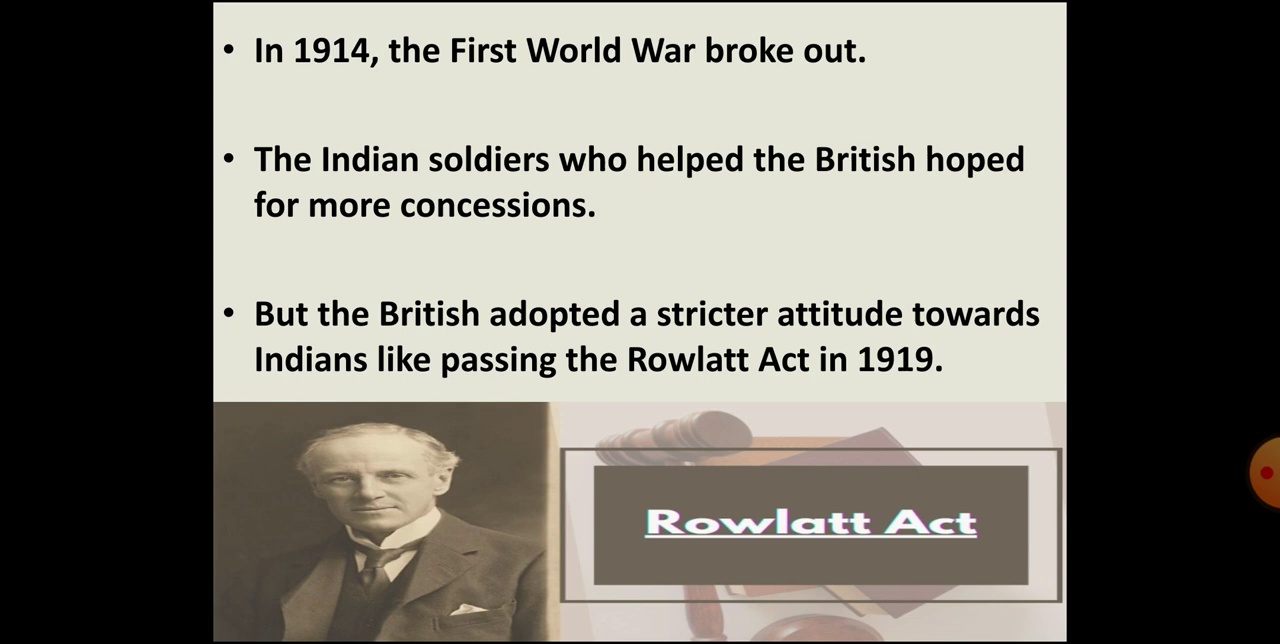 • In 1914, the First World War broke out.
• The Indian soldiers who helped the British hoped
for more concessions.
• But the British adopted a stricter attitude towards
Indians like passing the Rowlatt Act in 1919.
Rowlatt Act